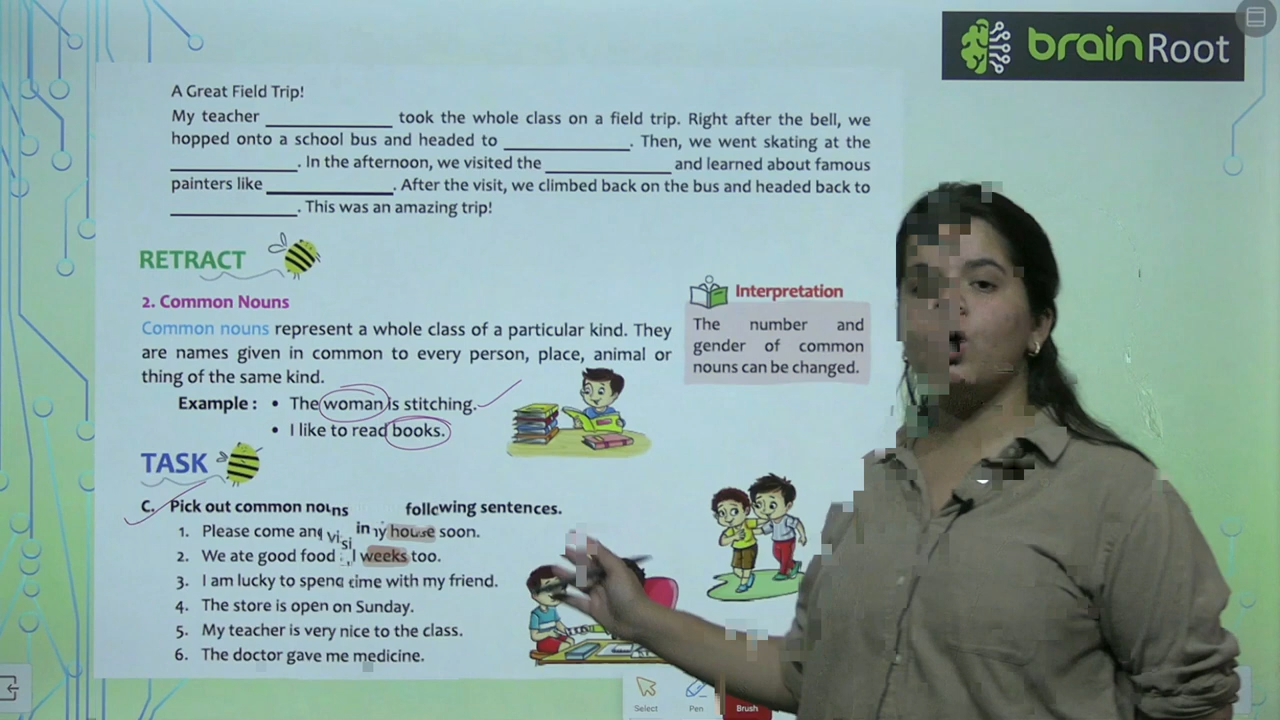 brainRoot
A Great Field Trip!
My teacher ____________ took the whole class on a field trip. Right after the bell, we
hopped onto a school bus and headed to ____________. Then, we went skating at the
____________. In the afternoon, we visited the ____________ and learned about famous
painters like ____________. After the visit, we climbed back on the bus and headed back to
____________. This was an amazing trip!
RETRACT
2. Common Nouns
Common nouns represent a whole class of a particular kind. They
are names given in common to every person, place, animal or
thing of the same kind.
Example : • The woman is stitching.
• I like to read books.
Interpretation
The number and
gender of common
nouns can be changed.
TASK
C. Pick out common nouns following sentences.
1. Please come house soon.
2. We ate good food weeks too.
3. I am lucky to spend time with my friend.
4. The store is open on Sunday.
5. My teacher is very nice to the class.
6. The doctor gave me medicine.
Select
Pen
Brush